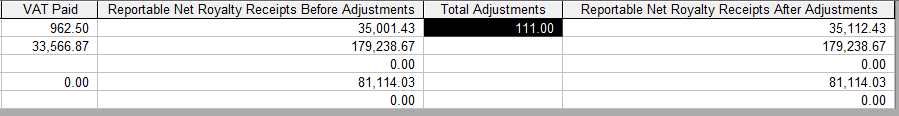 VAT Paid Reportable Net Royalty Receipts Before Adjustments Total Adjustments Reportable Net Royalty Receipts After Adjustments
962.50 35,001.43 111.00 35,112.43
33,566.87 179,238.67 179,238.67
0.00 0.00
0.00 81,114.03 81,114.03
0.00 0.00